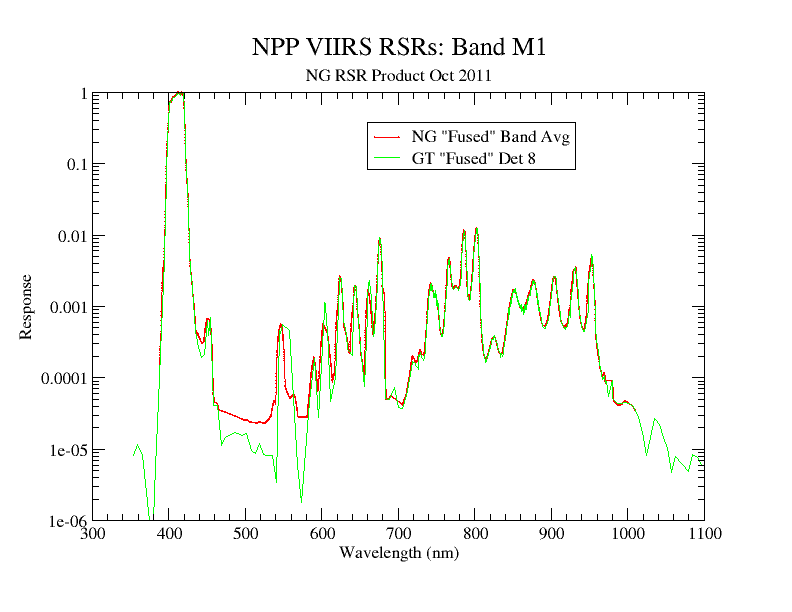 NPP VIIRS RSRs: Band M1
NG RSR Product Oct 2011
NG "Fused" Band Avg
GT "Fused" Det 8
Response
1
0.1
0.01
0.001
0.0001
1e-05
1e-06
300 400 500 600 700 800 900 1000 1100
Wavelength (nm)